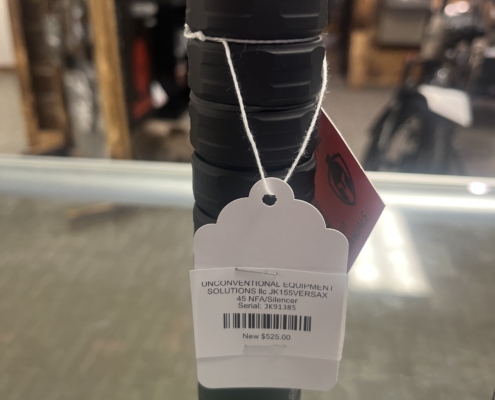 UNCONVENTIONAL EQUIPMENT
SOLUTIONS llc JK155VERSAX
45 NFA/Silencer
Serial: JK91385
New $525.00